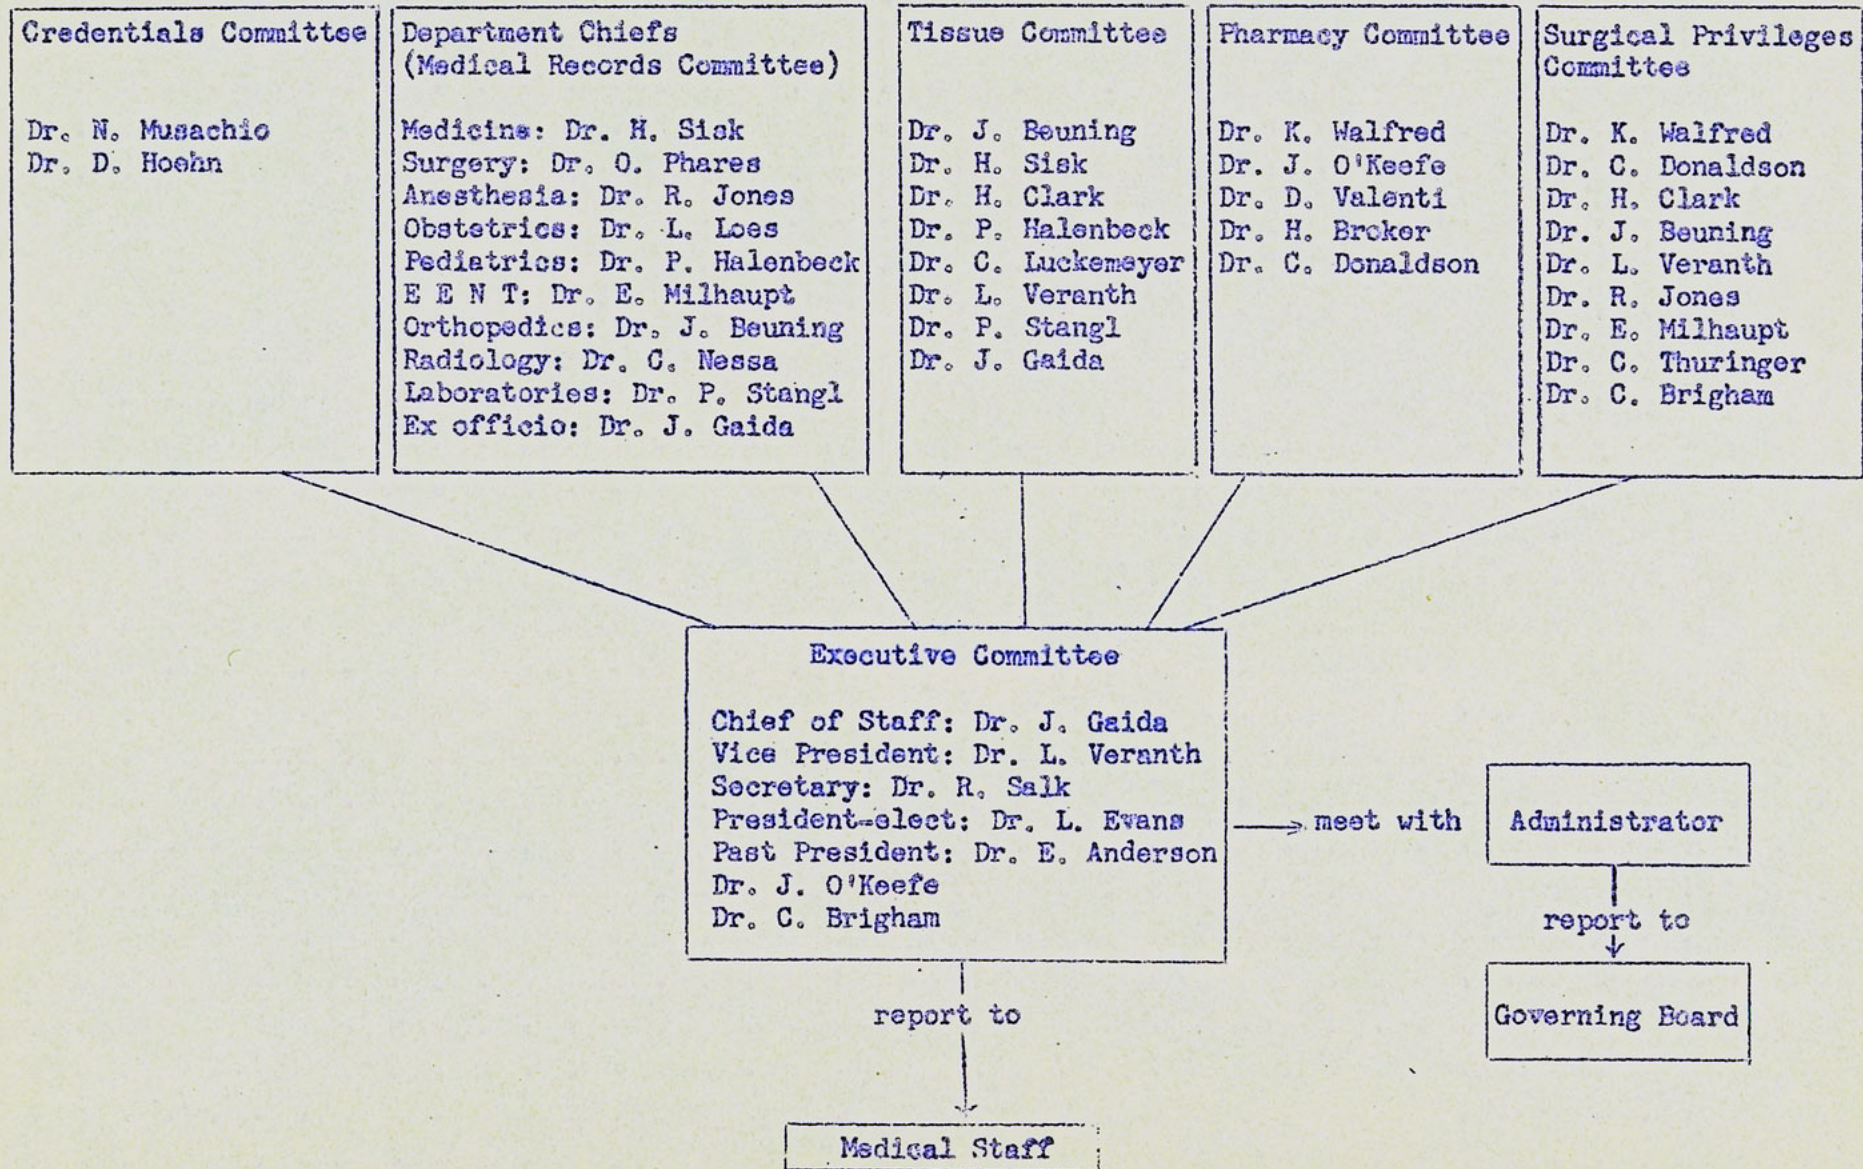 Credentials Committee
Dr. N. Musachio
Dr. D. Hoehn
Department Chiefs
(Medical Records Committee)
Medicine: Dr. H. Sisk
Surgery: Dr. O. Phares
Anesthesia: Dr. R. Jones
Obstetrics: Dr. L. Loes
Pediatrics: Dr. P. Halenbeck
E E N T: Dr. E. Milhaupt
Orthopedics: Dr. J. Beuning
Radiology: Dr. C. Nessa
Laboratories: Dr. P. Stangl
Ex officio: Dr. J. Gaida
Tissue Committee
Dr. J. Beuning
Dr. H. Sisk
Dr. H. Clark
Dr. P. Halenbeck
Dr. C. Luckemeyer
Dr. L. Veranth
Dr. P. Stangl
Dr. J. Gaida
Pharmacy Committee
Dr. K. Walfred
Dr. J. O'Keefe
Dr. D. Valenti
Dr. H. Broker
Dr. C. Donaldson
Surgical Privileges
Committee
Dr. K. Walfred
Dr. C. Donaldson
Dr. H. Clark
Dr. J. Beuning
Dr. L. Veranth
Dr. R. Jones
Dr. E. Milhaupt
Dr. C. Thuringer
Dr. C. Brigham
Executive Committee
Chief of Staff: Dr. J. Gaida
Vice President: Dr. L. Veranth
Secretary: Dr. R. Salk
President-elect: Dr. L. Evans
Past President: Dr. E. Anderson
Dr. J. O'Keefe
Dr. C. Brigham
meet with
Administrator
report to
Governing Board
report to
Medical Staff